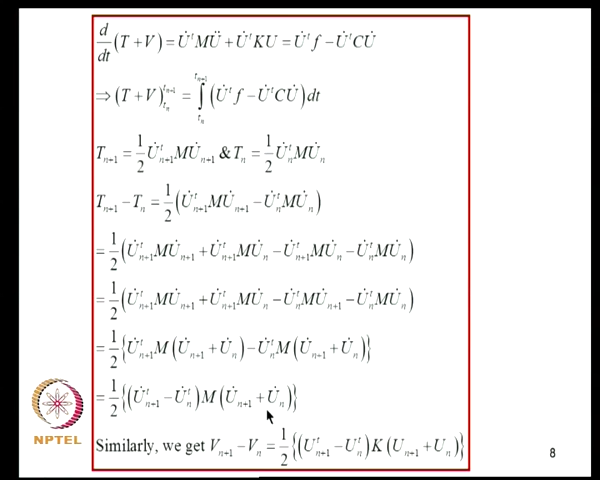 d/dt (T + V) = U̇ᵗMÜ + U̇ᵗKU = U̇ᵗf − U̇ᵗCU̇
⇒ (T + V)_{t_n}^{t_{n+1}} = ∫_{t_n}^{t_{n+1}} (U̇ᵗf − U̇ᵗCU̇) dt
T_{n+1} = 1/2 U̇ᵗ_{n+1}MU̇_{n+1} & T_n = 1/2 U̇ᵗ_nMU̇_n
T_{n+1} − T_n = 1/2 (U̇ᵗ_{n+1}MU̇_{n+1} − U̇ᵗ_nMU̇_n)
= 1/2 (U̇ᵗ_{n+1}MU̇_{n+1} + U̇ᵗ_{n+1}MU̇_n − U̇ᵗ_{n+1}MU̇_n − U̇ᵗ_nMU̇_n)
= 1/2 (U̇ᵗ_{n+1}MU̇_{n+1} + U̇ᵗ_{n+1}MU̇_n − U̇ᵗ_nMU̇_{n+1} − U̇ᵗ_nMU̇_n)
= 1/2 {U̇ᵗ_{n+1}M(U̇_{n+1} + U̇_n) − U̇ᵗ_nM(U̇_{n+1} + U̇_n)}
= 1/2 {(U̇ᵗ_{n+1} − U̇ᵗ_n)M(U̇_{n+1} + U̇_n)}
Similarly, we get V_{n+1} − V_n = 1/2 {(Uᵗ_{n+1} − Uᵗ_n)K(U_{n+1} + U_n)}
NPTEL
8